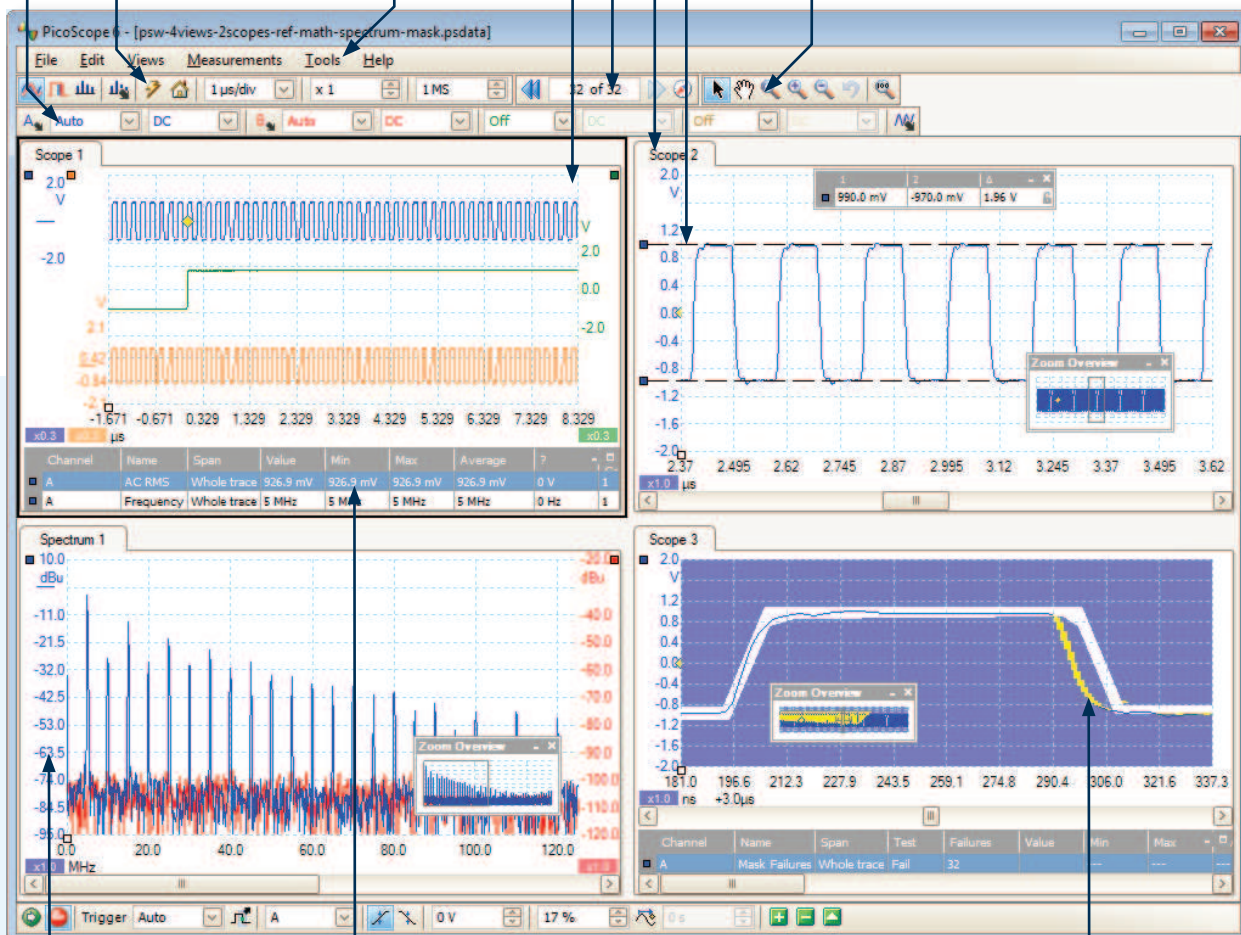 PicoScope 6 - [psw-4views-2scopes-ref-math-spectrum-mask.psdata]
File Edit Views Measurements Tools Help
1 µs/div x 1 1 MS 32 of 32
A Auto DC B Auto DC Off DC Off DC
Scope 1
2.0
V
-2.0
V
2.0
0.0
-2.0
V
2.1
0.42
-0.84
-2.1
-1.671 -0.671 0.329 1.329 2.329 3.329 4.329 5.329 6.329 7.329 8.329
x0.3 µs x0.3
Channel Name Span Value Min Max Average ?
A AC RMS Whole trace 926.9 mV 926.9 mV 926.9 mV 926.9 mV 0 V 1
A Frequency Whole trace 5 MHz 5 MHz 5 MHz 5 MHz 0 Hz 1
Scope 2
1 2 Δ
990.0 mV -970.0 mV 1.96 V
2.0
V
1.2
0.8
0.4
0.0
-0.4
-0.8
-1.2
-1.6
-2.0
Zoom Overview
2.37 2.495 2.62 2.745 2.87 2.995 3.12 3.245 3.37 3.495 3.62
x1.0 µs
Spectrum 1
10.0
dBu
-11.0
-21.5
-32.0
-42.5
-53.0
-63.5
-74.0
-84.5
-95.0
-20.0
dBu
-40.0
-50.0
-60.0
-70.0
-80.0
-90.0
-100.0
-110.0
-120.0
Zoom Overview
0.0 20.0 40.0 60.0 80.0 100.0 120.0
x1.0 MHz x1.0
Scope 3
2.0
V
1.2
0.8
0.4
0.0
-0.4
-0.8
-1.2
-1.6
-2.0
Zoom Overview
181.0 196.6 212.3 227.9 243.5 259.1 274.8 290.4 306.0 321.6 337.3
x1.0 ns +3.0µs
Channel Name Span Test Failures Value Min Max
A Mask Failures Whole trace Fail 32 --- --- ---
Trigger Auto A 0 V 17 % 0 s